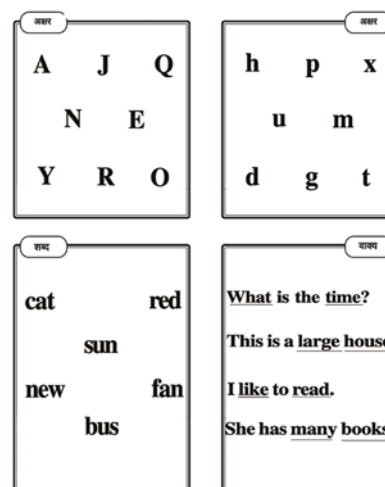 अक्षर
A J Q
N E
Y R O
अक्षर
h p x
u m
d g t
शब्द
cat red
sun
new fan
bus
वाक्य
What is the time?
This is a large house
I like to read.
She has many books